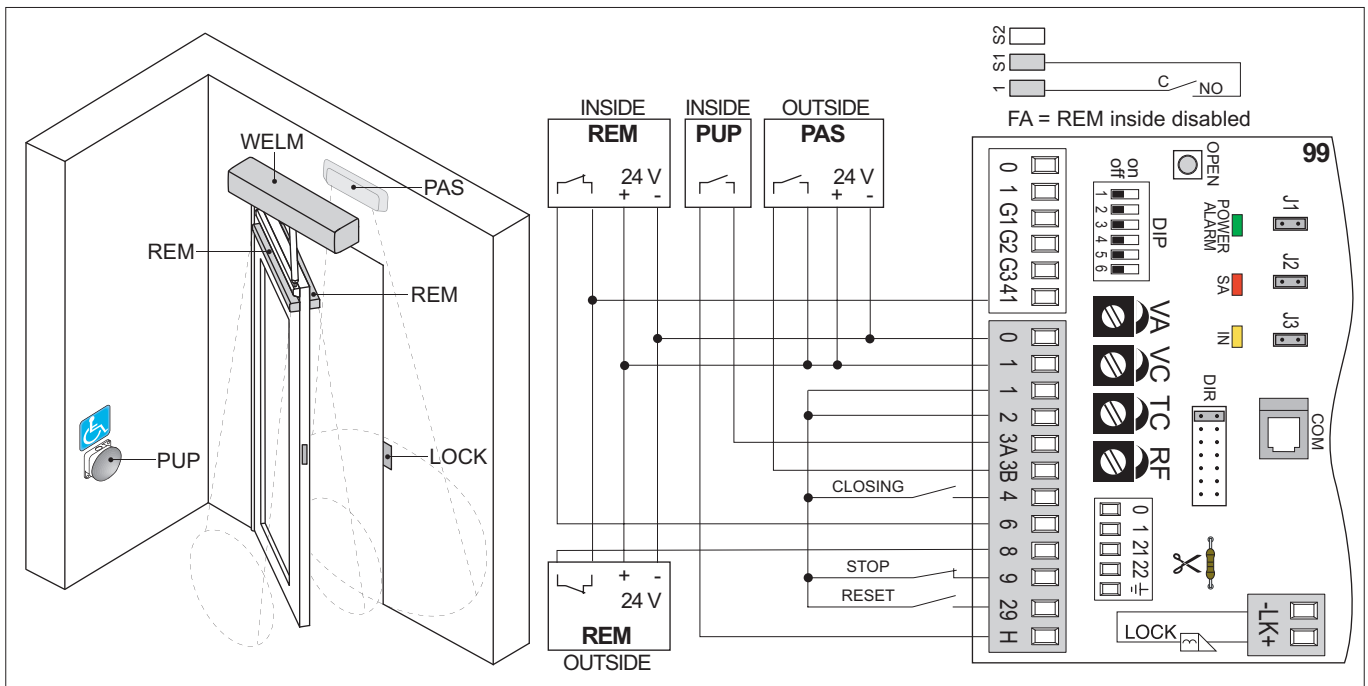 WELM
PAS
REM
REM
PUP
LOCK
INSIDE
REM
24 V
+ -
INSIDE
PUP
OUTSIDE
PAS
24 V
+ -
S2
S1
1
C
NO
FA = REM inside disabled
99
0
1
G1
G2
G3
41
0
1
1
2
3A
3B
4
6
8
9
29
H
CLOSING
STOP
RESET
+ -
24 V
REM
OUTSIDE
on
off
1
2
3
4
5
6
DIP
OPEN
POWER
ALARM
SA
IN
J1
J2
J3
VA
VC
TC
RF
DIR
COM
0
1
21
22
LOCK
-LK+